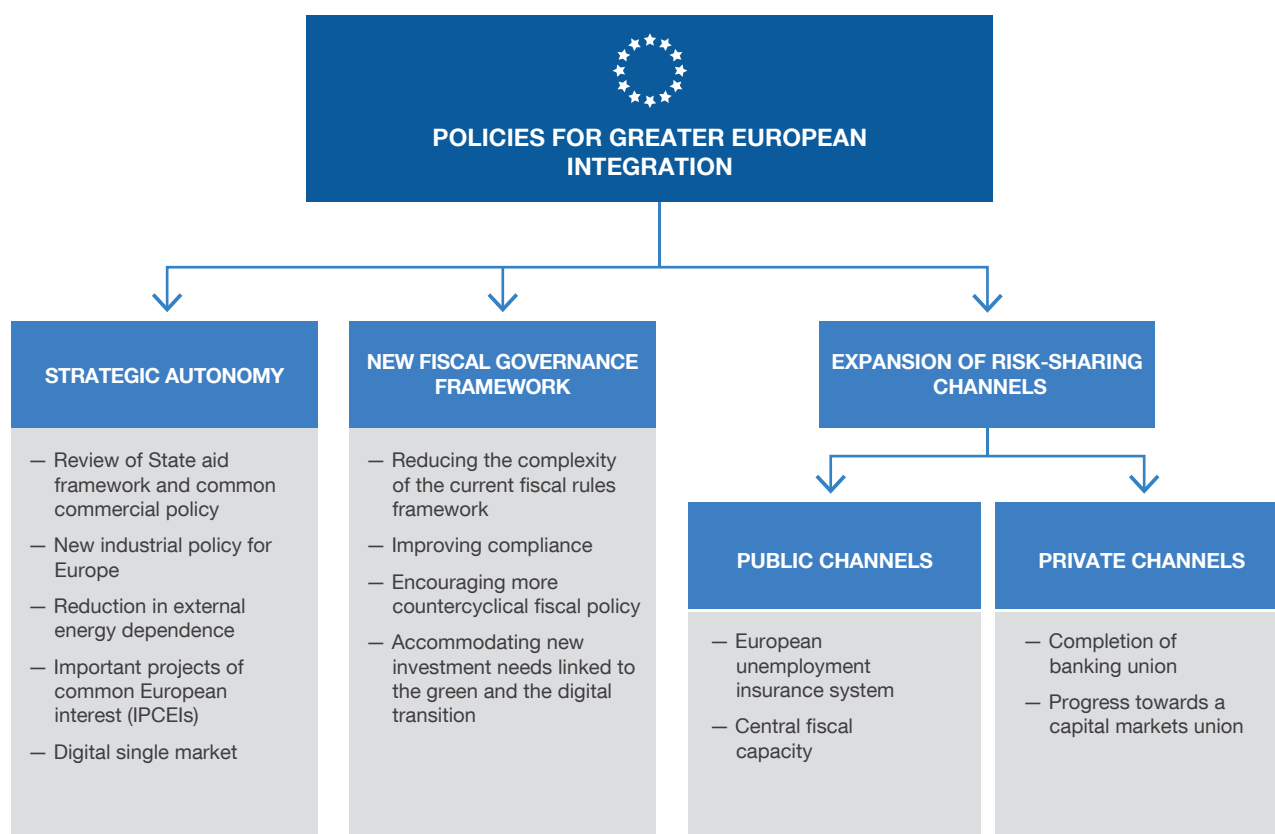 POLICIES FOR GREATER EUROPEAN
INTEGRATION
STRATEGIC AUTONOMY
— Review of State aid
framework and common
commercial policy
— New industrial policy for
Europe
— Reduction in external
energy dependence
— Important projects of
common European
interest (IPCEIs)
— Digital single market
NEW FISCAL GOVERNANCE
FRAMEWORK
— Reducing the complexity
of the current fiscal rules
framework
— Improving compliance
— Encouraging more
countercyclical fiscal policy
— Accommodating new
investment needs linked to
the green and the digital
transition
EXPANSION OF RISK-SHARING
CHANNELS
PUBLIC CHANNELS
— European
unemployment
insurance system
— Central fiscal
capacity
PRIVATE CHANNELS
— Completion of
banking union
— Progress towards a
capital markets union